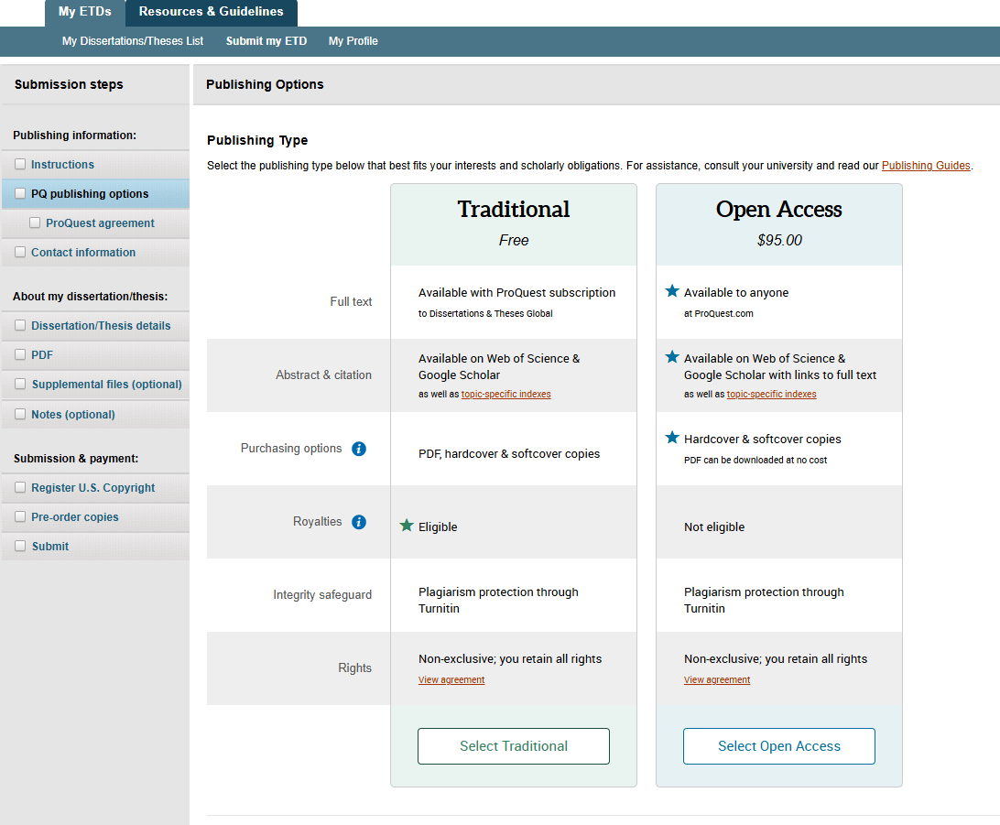 My ETDs
Resources & Guidelines
My Dissertations/Theses List
Submit my ETD
My Profile
Submission steps
Publishing information:
Instructions
PQ publishing options
ProQuest agreement
Contact information
About my dissertation/thesis:
Dissertation/Thesis details
PDF
Supplemental files (optional)
Notes (optional)
Submission & payment:
Register U.S. Copyright
Pre-order copies
Submit
Publishing Options
Publishing Type
Select the publishing type below that best fits your interests and scholarly obligations. For assistance, consult your university and read our Publishing Guides.
Traditional
Free
Open Access
$95.00
Full text
Available with ProQuest subscription
to Dissertations & Theses Global
Available to anyone
at ProQuest.com
Abstract & citation
Available on Web of Science &
Google Scholar
as well as topic-specific indexes
Available on Web of Science &
Google Scholar with links to full text
as well as topic-specific indexes
Purchasing options
PDF, hardcover & softcover copies
Hardcover & softcover copies
PDF can be downloaded at no cost
Royalties
Eligible
Not eligible
Integrity safeguard
Plagiarism protection through
Turnitin
Plagiarism protection through
Turnitin
Rights
Non-exclusive; you retain all rights
View agreement
Non-exclusive; you retain all rights
View agreement
Select Traditional
Select Open Access